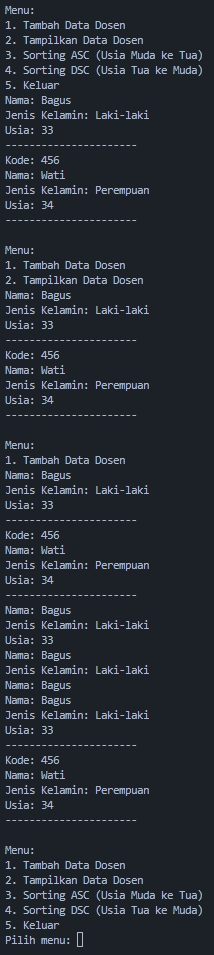 Menu:
1. Tambah Data Dosen
2. Tampilkan Data Dosen
3. Sorting ASC (Usia Muda ke Tua)
4. Sorting DSC (Usia Tua ke Muda)
5. Keluar
Nama: Bagus
Jenis Kelamin: Laki-laki
Usia: 33
----------------------
Kode: 456
Nama: Wati
Jenis Kelamin: Perempuan
Usia: 34
----------------------
Menu:
1. Tambah Data Dosen
2. Tampilkan Data Dosen
Nama: Bagus
Jenis Kelamin: Laki-laki
Usia: 33
----------------------
Kode: 456
Nama: Wati
Jenis Kelamin: Perempuan
Usia: 34
----------------------
Menu:
1. Tambah Data Dosen
Nama: Bagus
Jenis Kelamin: Laki-laki
Usia: 33
----------------------
Kode: 456
Nama: Wati
Jenis Kelamin: Perempuan
Usia: 34
----------------------
Nama: Bagus
Jenis Kelamin: Laki-laki
Usia: 33
Nama: Bagus
Jenis Kelamin: Laki-laki
Nama: Bagus
Nama: Bagus
Jenis Kelamin: Laki-laki
Usia: 33
----------------------
Kode: 456
Nama: Wati
Jenis Kelamin: Perempuan
Usia: 34
----------------------
Menu:
1. Tambah Data Dosen
2. Tampilkan Data Dosen
3. Sorting ASC (Usia Muda ke Tua)
4. Sorting DSC (Usia Tua ke Muda)
5. Keluar
Pilih menu: